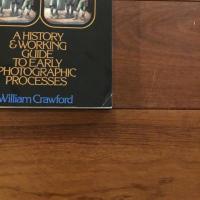 A HISTORY
& WORKING
GUIDE
TO EARLY
PHOTOGRAPHIC
PROCESSES
William Crawford